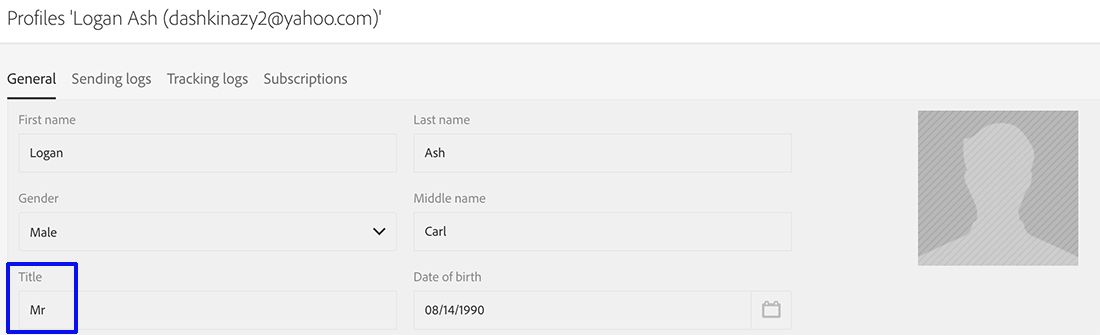 Profiles 'Logan Ash (dashkinazy2@yahoo.com)'
General Sending logs Tracking logs Subscriptions
First name Last name
Logan Ash
Gender Middle name
Male Carl
Title Date of birth
Mr 08/14/1990